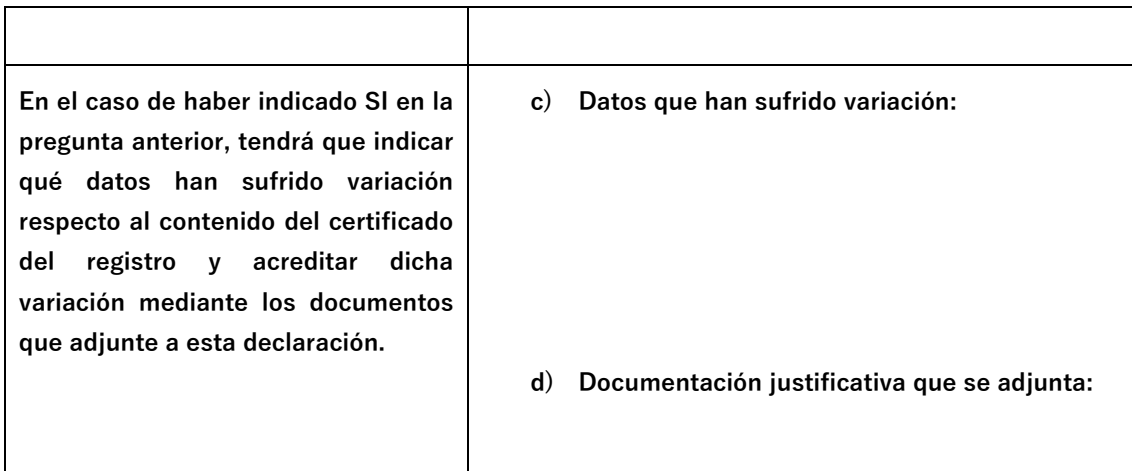 En el caso de haber indicado SI en la
pregunta anterior, tendrá que indicar
qué datos han sufrido variación
respecto al contenido del certificado
del registro y acreditar dicha
variación mediante los documentos
que adjunte a esta declaración.
c) Datos que han sufrido variación:
d) Documentación justificativa que se adjunta: